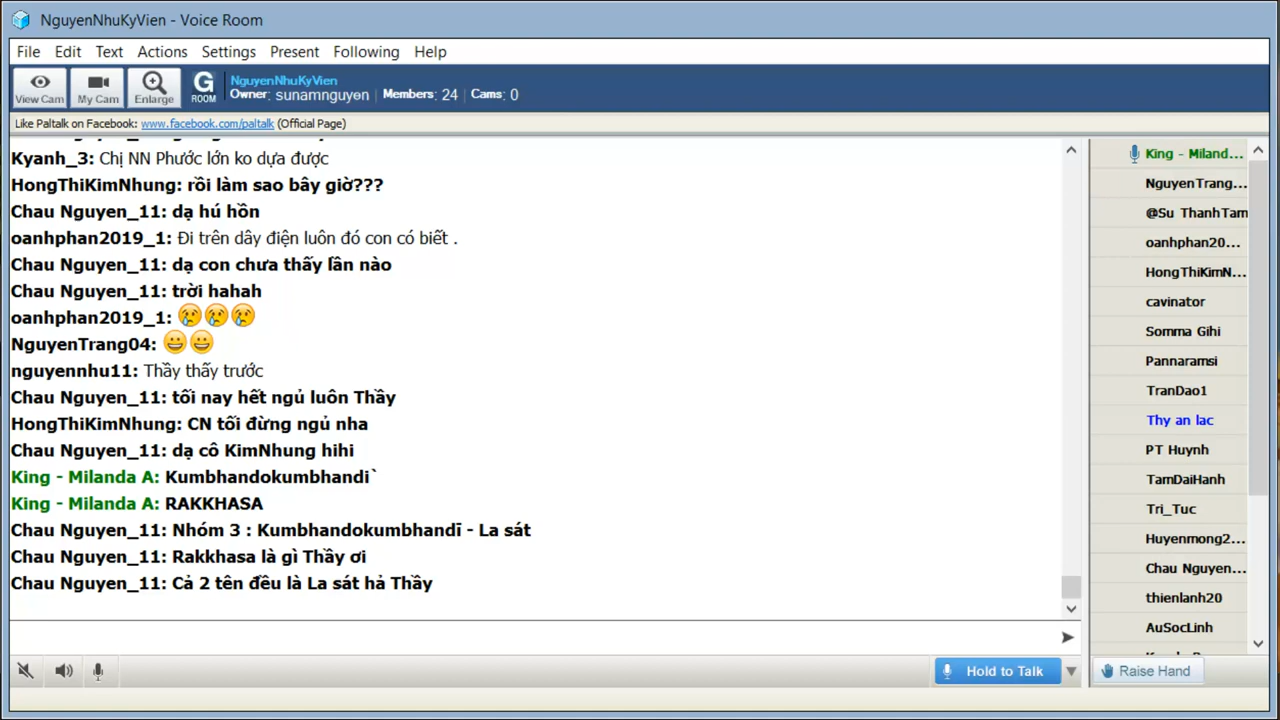 NguyenNhuKyVien - Voice Room
File Edit Text Actions Settings Present Following Help
View Cam My Cam Enlarge G ROOM
NguyenNhuKyVien
Owner: sunamnguyen Members: 24 Cams: 0
Like Paltalk on Facebook: www.facebook.com/paltalk (Official Page)
Kyanh_3: Chị NN Phước lớn ko dựa được
HongThiKimNhung: rồi làm sao bây giờ???
Chau Nguyen_11: dạ hú hồn
oanhphan2019_1: Đi trên dây điện luôn đó con có biết .
Chau Nguyen_11: dạ con chưa thấy lần nào
Chau Nguyen_11: trời hahah
oanhphan2019_1:
NguyenTrang04:
nguyennhu11: Thầy thấy trước
Chau Nguyen_11: tối nay hết ngủ luôn Thầy
HongThiKimNhung: CN tối đừng ngủ nha
Chau Nguyen_11: dạ cô KimNhung hihi
King - Milanda A: Kumbhandokumbhandi`
King - Milanda A: RAKKHASA
Chau Nguyen_11: Nhóm 3 : Kumbhandokumbhandī - La sát
Chau Nguyen_11: Rakkhasa là gì Thầy ơi
Chau Nguyen_11: Cả 2 tên đều là La sát hả Thầy
King - Miland...
NguyenTrang...
@Su ThanhTam
oanhphan20...
HongThiKimN...
cavinator
Somma Gihi
Pannaramsi
TranDao1
Thy an lac
PT Huynh
TamDaiHanh
Tri_Tuc
Huyenmong2...
Chau Nguyen...
thienlanh20
AuSocLinh
Hold to Talk
Raise Hand